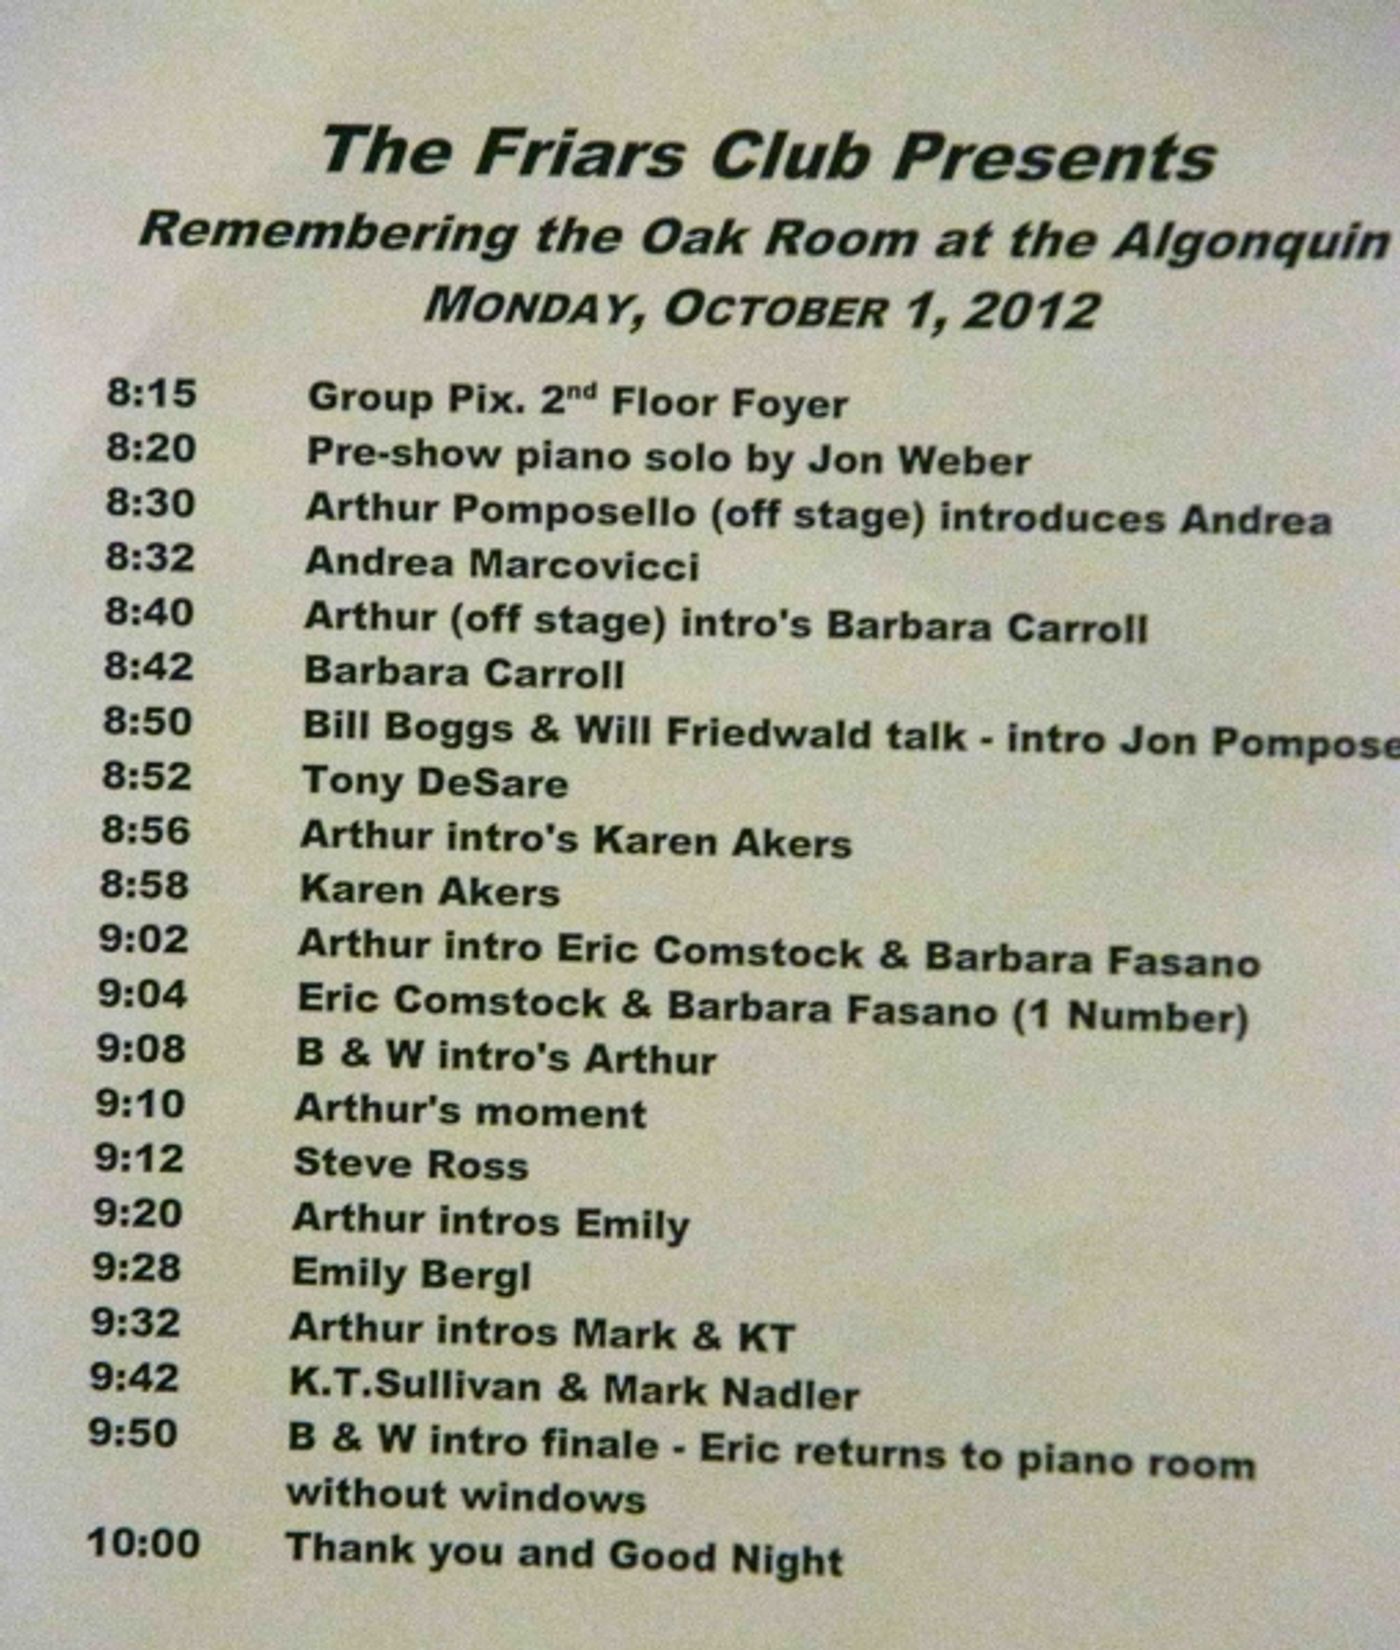 The Friars Club Presents
Remembering the Oak Room at the Algonquin
MONDAY, OCTOBER 1, 2012
8:15 Group Pix. 2nd Floor Foyer
8:20 Pre-show piano solo by Jon Weber
8:30 Arthur Pomposello (off stage) introduces Andrea
8:32 Andrea Marcovicci
8:40 Arthur (off stage) intro's Barbara Carroll
8:42 Barbara Carroll
8:50 Bill Boggs & Will Friedwald talk - intro Jon Pompose
8:52 Tony DeSare
8:56 Arthur intro's Karen Akers
8:58 Karen Akers
9:02 Arthur intro Eric Comstock & Barbara Fasano
9:04 Eric Comstock & Barbara Fasano (1 Number)
9:08 B & W intro's Arthur
9:10 Arthur's moment
9:12 Steve Ross
9:20 Arthur intros Emily
9:28 Emily Bergl
9:32 Arthur intros Mark & KT
9:42 K.T.Sullivan & Mark Nadler
9:50 B & W intro finale - Eric returns to piano room
without windows
10:00 Thank you and Good Night